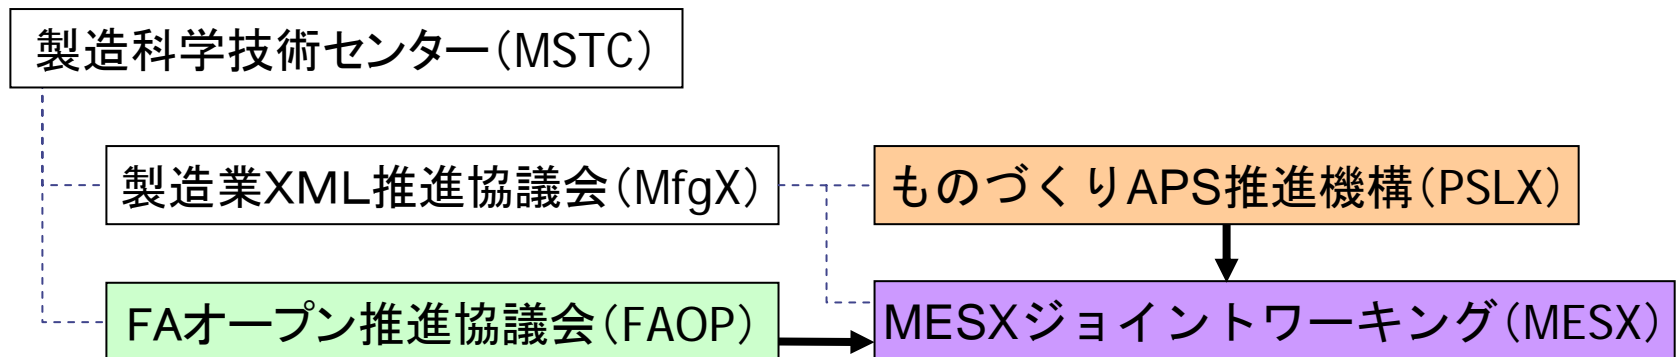 製造科学技術センター(MSTC)
製造業XML推進協議会(MfgX)
ものづくりAPS推進機構(PSLX)
FAオープン推進協議会(FAOP)
MESXジョイントワーキング(MESX)